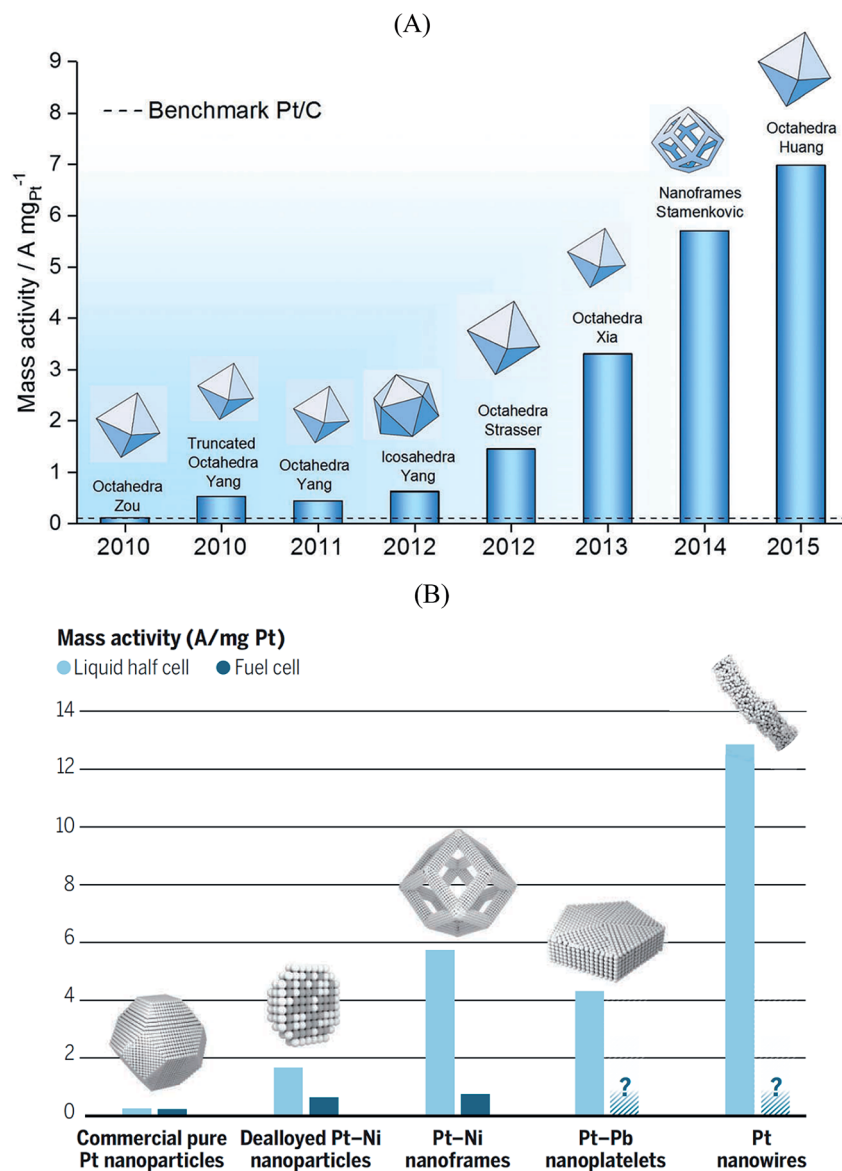 (A)
Mass activity / A mgPt⁻¹
9
8
7
6
5
4
3
2
1
0
--- Benchmark Pt/C
Octahedra
Zou
Truncated
Octahedra
Yang
Octahedra
Yang
Icosahedra
Yang
Octahedra
Strasser
Octahedra
Xia
Nanoframes
Stamenkovic
Octahedra
Huang
2010 2010 2011 2012 2012 2013 2014 2015
(B)
Mass activity (A/mg Pt)
Liquid half cell Fuel cell
14
12
10
8
6
4
2
0
?
?
Commercial pure
Pt nanoparticles
Dealloyed Pt–Ni
nanoparticles
Pt–Ni
nanoframes
Pt–Pb
nanoplatelets
Pt
nanowires